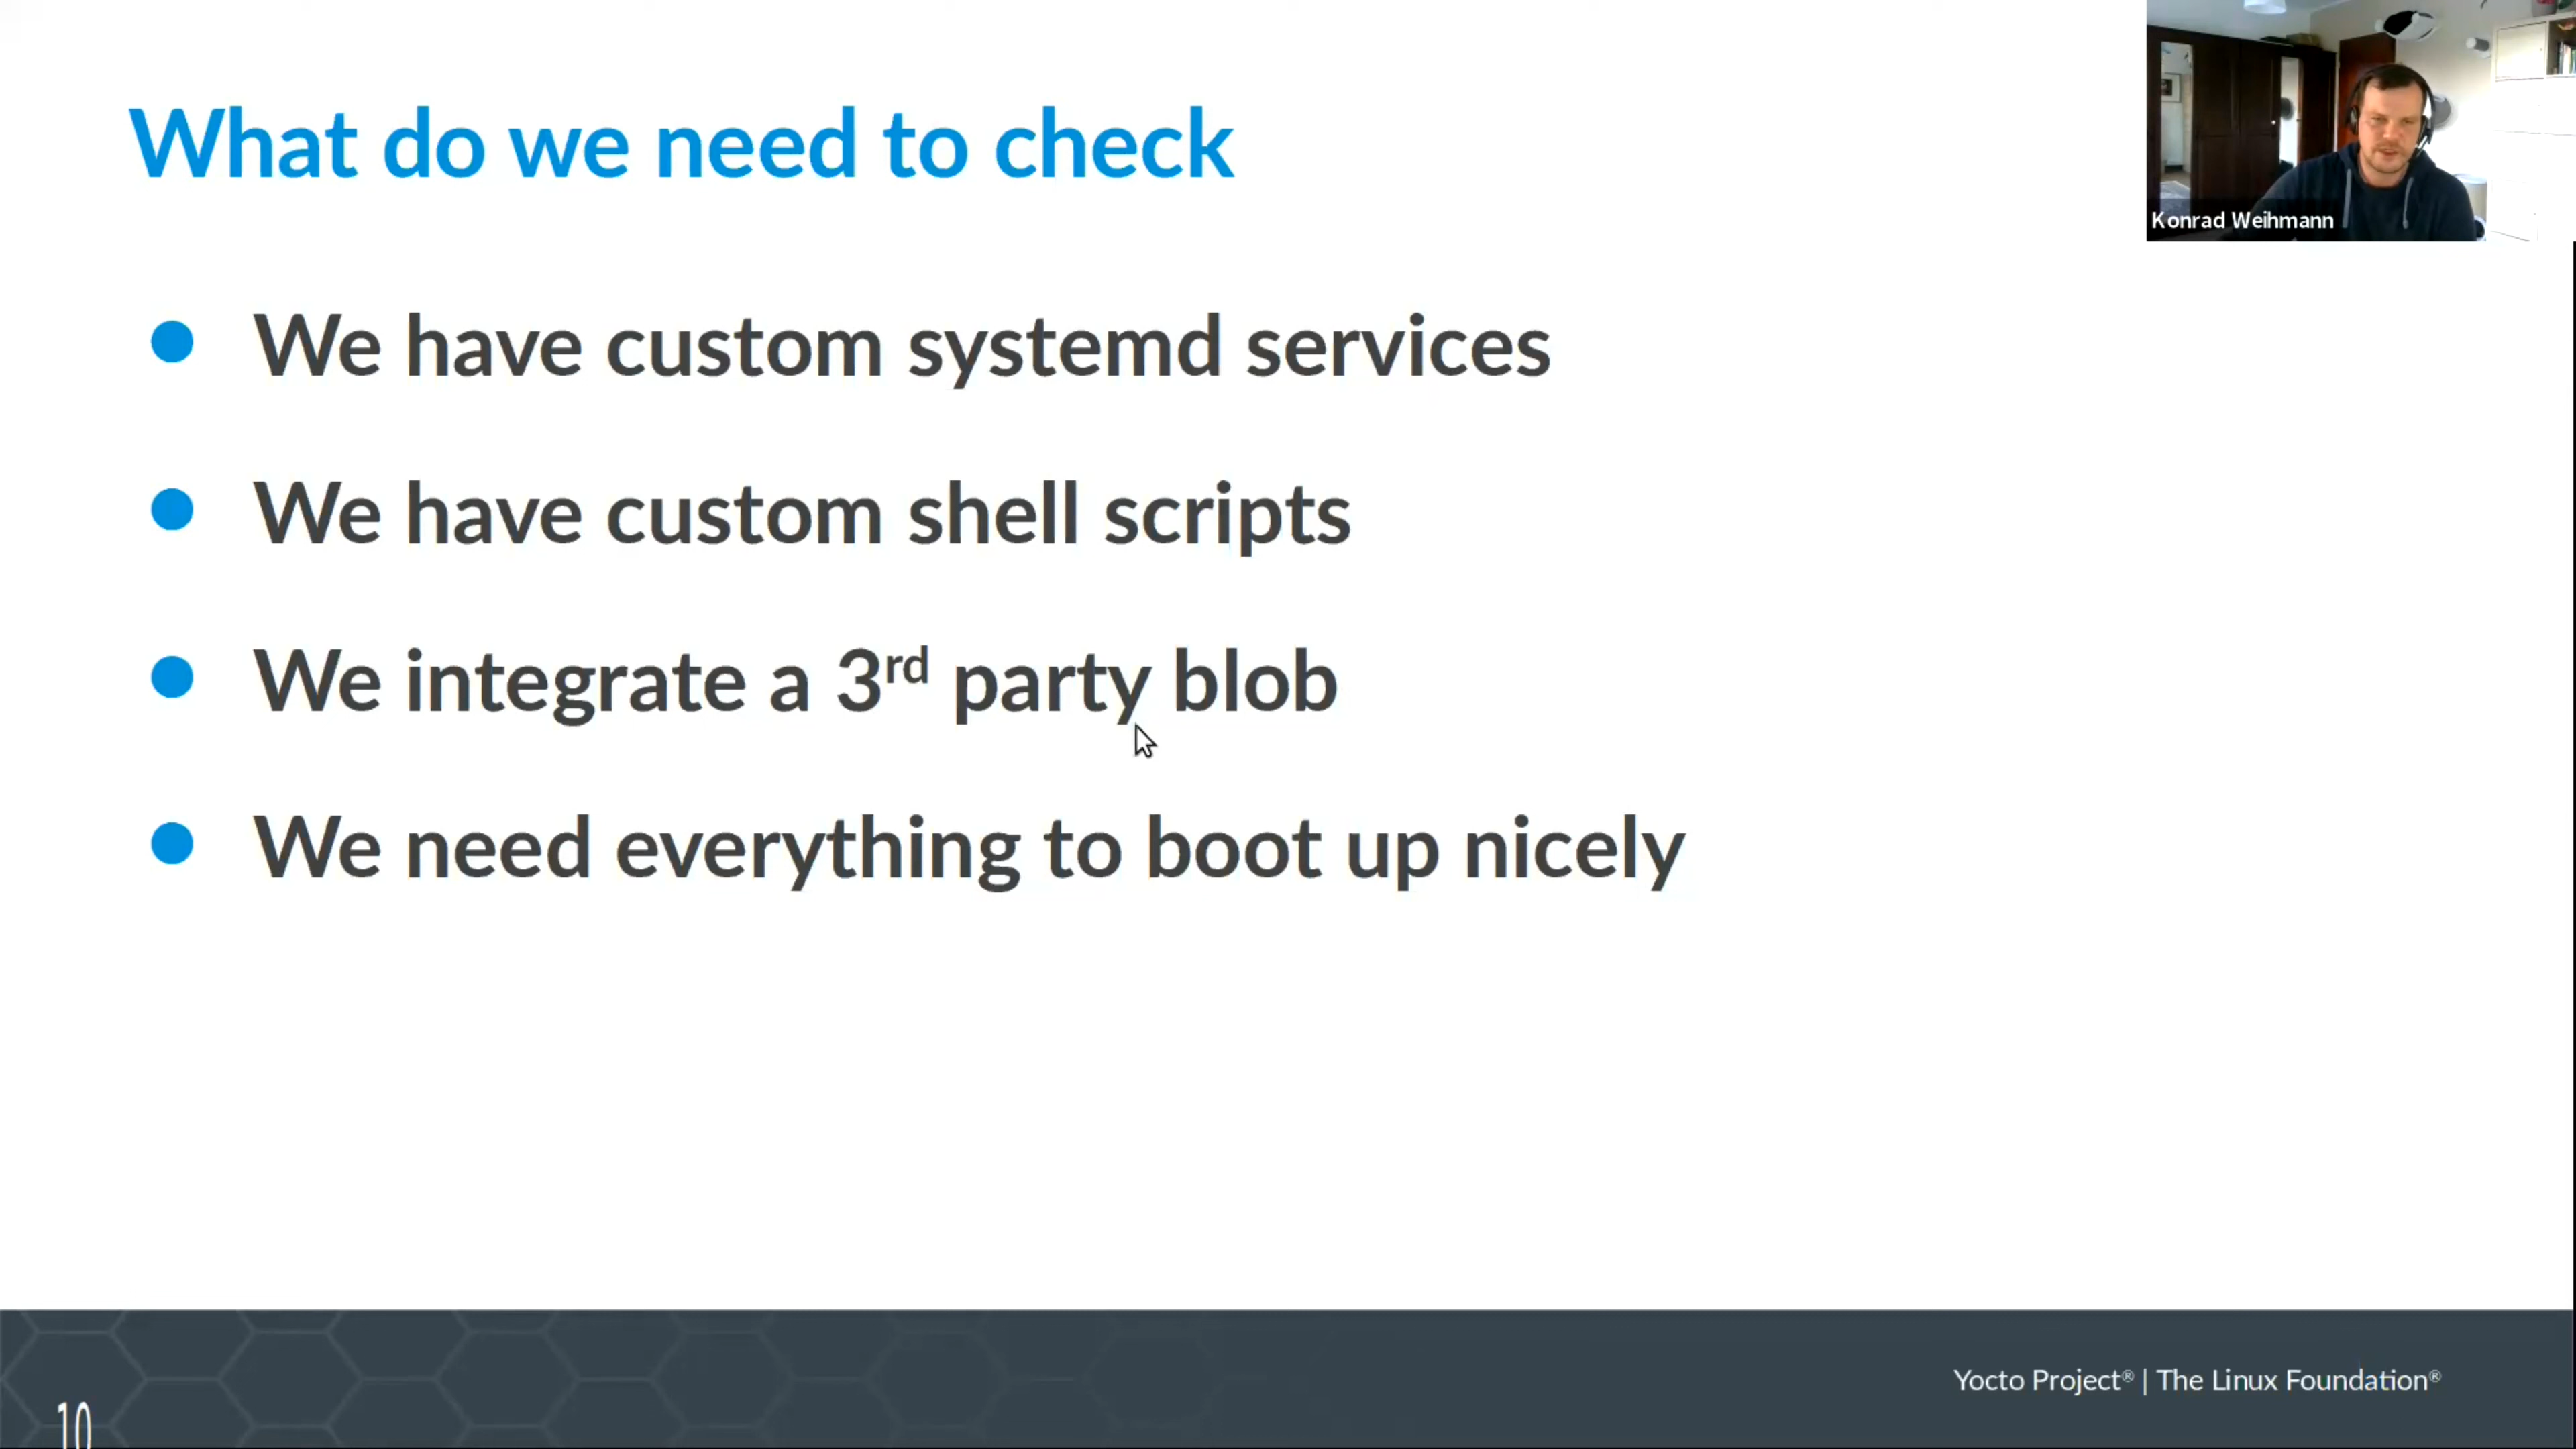 What do we need to check
Konrad Weihmann
We have custom systemd services
We have custom shell scripts
We integrate a 3rd party blob
We need everything to boot up nicely
Yocto Project® | The Linux Foundation®
10